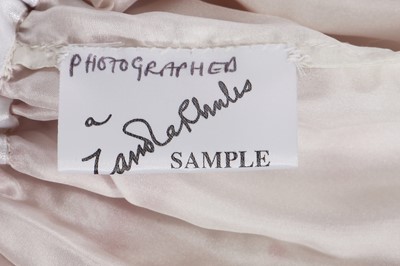 PHOTOGRAPHED
a
Zandra Rhodes
SAMPLE